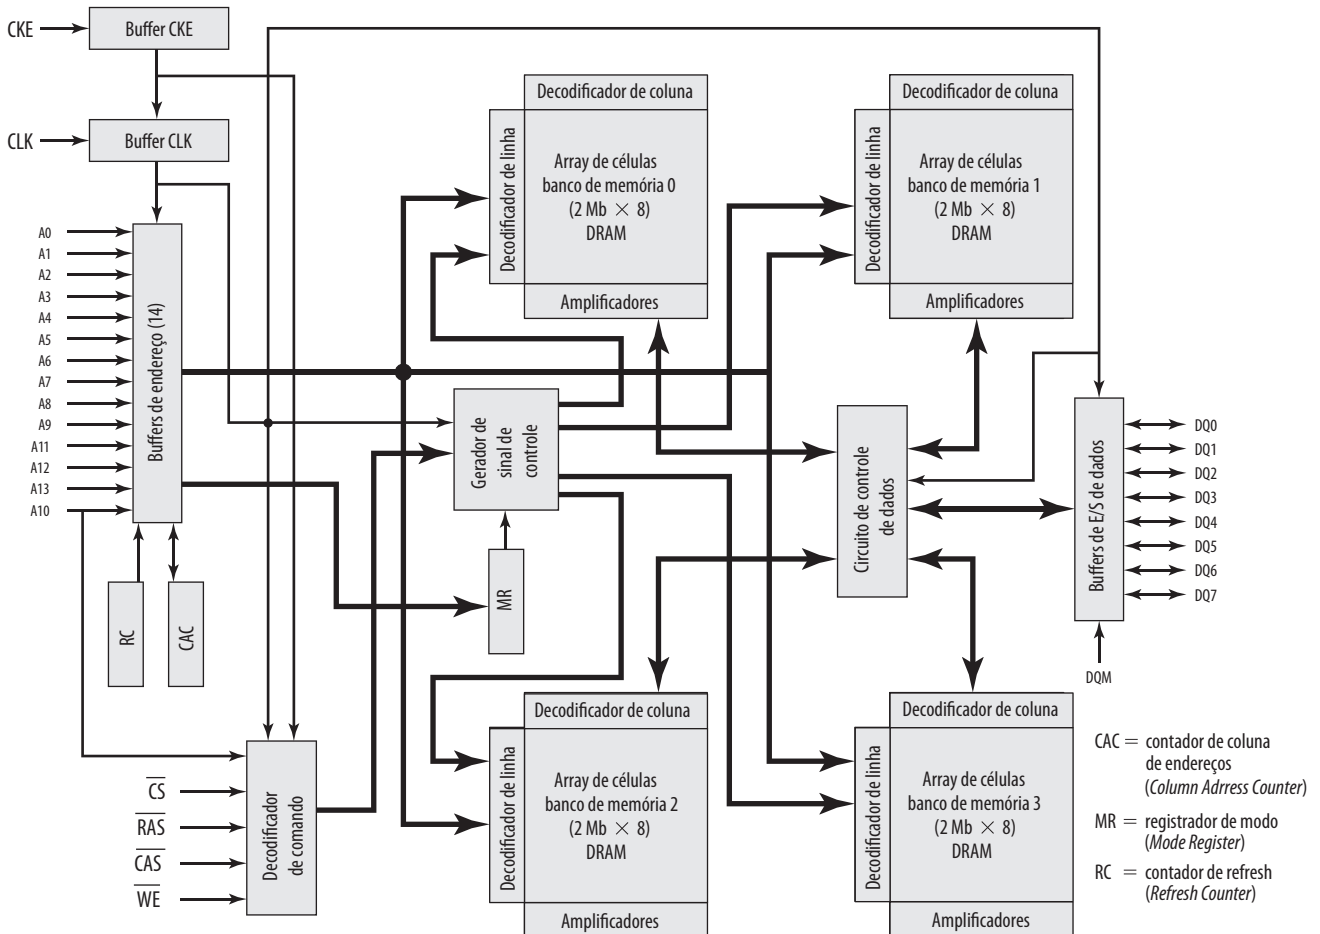 CKE
Buffer CKE
CLK
Buffer CLK
A0
A1
A2
A3
A4
A5
A6
A7
A8
A9
A11
A12
A13
A10
Buffers de endereço (14)
RC
CAC
Decodificador de coluna
Decodificador de linha
Array de células
banco de memória 0
(2 Mb × 8)
DRAM
Amplificadores
Decodificador de coluna
Decodificador de linha
Array de células
banco de memória 1
(2 Mb × 8)
DRAM
Amplificadores
Gerador de
sinal de
controle
MR
Circuito de controle
de dados
Buffers de E/S de dados
DQ0
DQ1
DQ2
DQ3
DQ4
DQ5
DQ6
DQ7
DQM
C̅S̅
R̅A̅S̅
C̅A̅S̅
W̅E̅
Decodificador
de comando
Decodificador de coluna
Decodificador de linha
Array de células
banco de memória 2
(2 Mb × 8)
DRAM
Amplificadores
Decodificador de coluna
Decodificador de linha
Array de células
banco de memória 3
(2 Mb × 8)
DRAM
Amplificadores
CAC = contador de coluna
de endereços
(Column Adrress Counter)
MR = registrador de modo
(Mode Register)
RC = contador de refresh
(Refresh Counter)